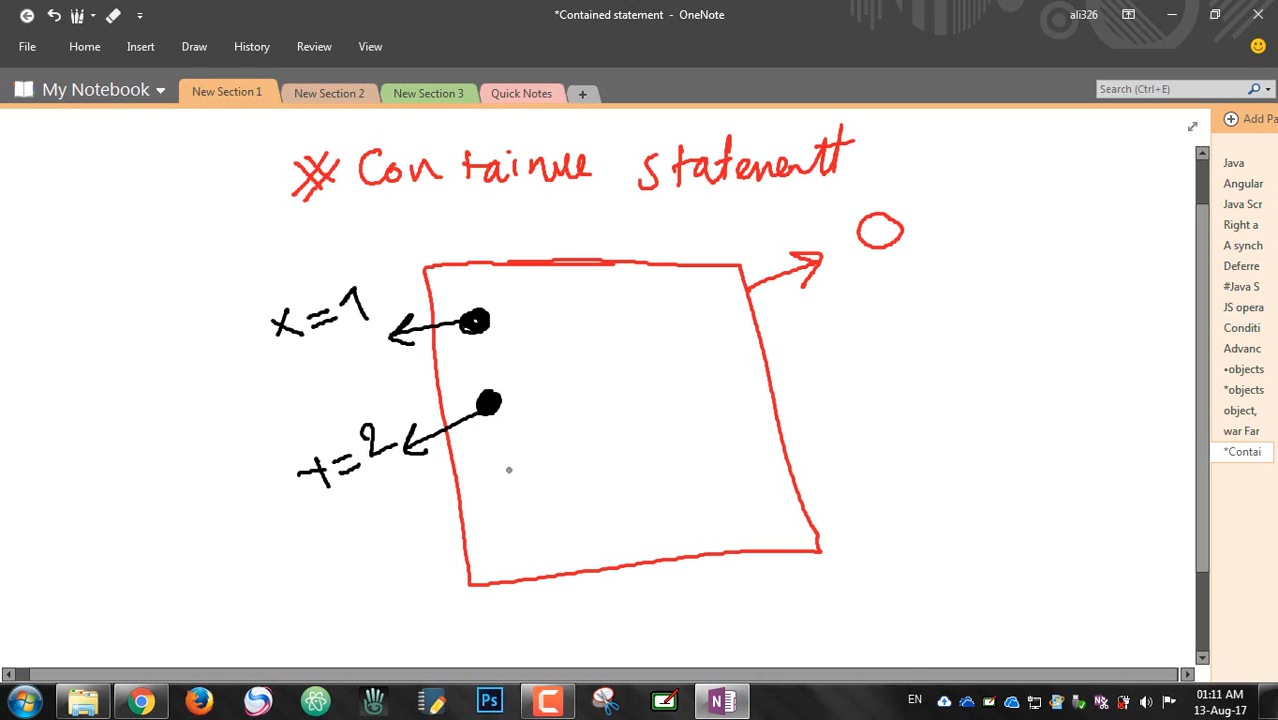 *Contained statement - OneNote
ali326
File Home Insert Draw History Review View
My Notebook
New Section 1
New Section 2
New Section 3
Quick Notes
+
Search (Ctrl+E)
Add Pa
Containue statement
x=1
x=2
Java
Angular
Java Scr
Right a
A synch
Deferre
#Java S
JS opera
Conditi
Advanc
•objects
*objects
object,
war Far
*Contai
Ps
N
EN
01:11 AM
13-Aug-17